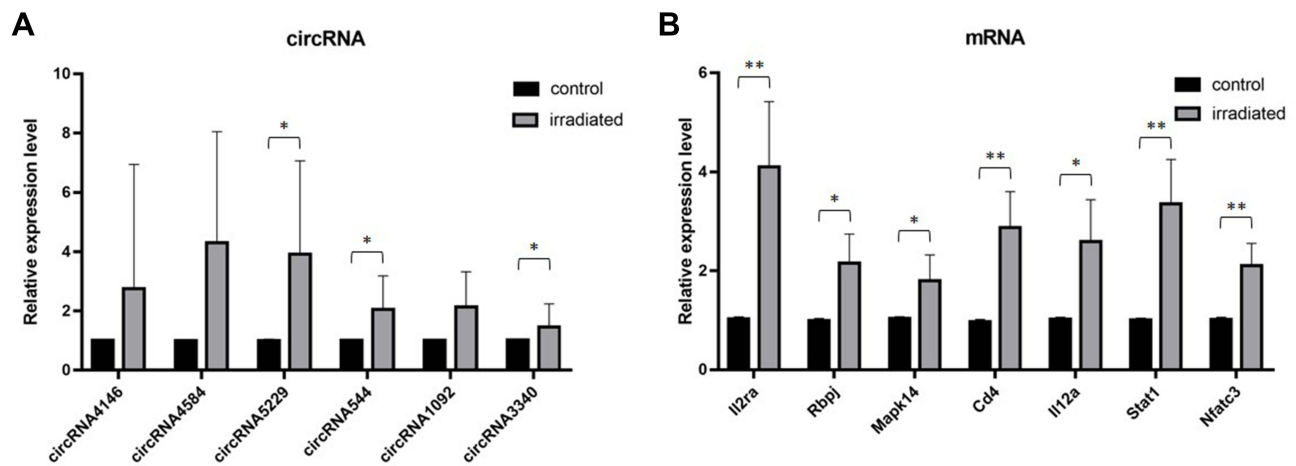 A
circRNA
Relative expression level
10
8
6
4
2
0
control
irradiated
*
*
*
circRNA4146
circRNA4584
circRNA5229
circRNA544
circRNA1092
circRNA3340
B
mRNA
Relative expression level
6
4
2
0
control
irradiated
**
*
*
**
*
**
**
Il2ra
Rbpj
Mapk14
Cd4
Il12a
Stat1
Nfatc3